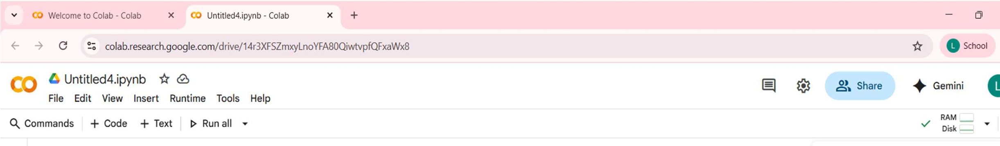 Welcome to Colab - Colab
Untitled4.ipynb - Colab
colab.research.google.com/drive/14r3XFSZmxyLnoYFA80QiwtvpfQFxaWx8
L School
Untitled4.ipynb
File Edit View Insert Runtime Tools Help
Share Gemini L
Commands + Code + Text Run all
RAM
Disk